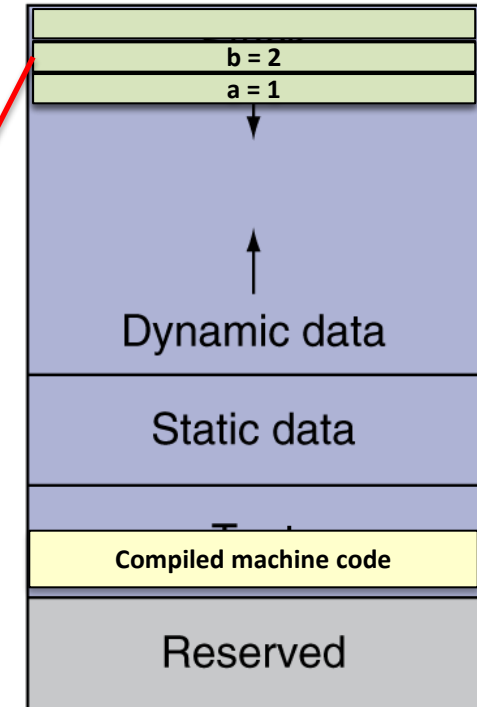 b = 2
a = 1
Dynamic data
Static data
Compiled machine code
Reserved